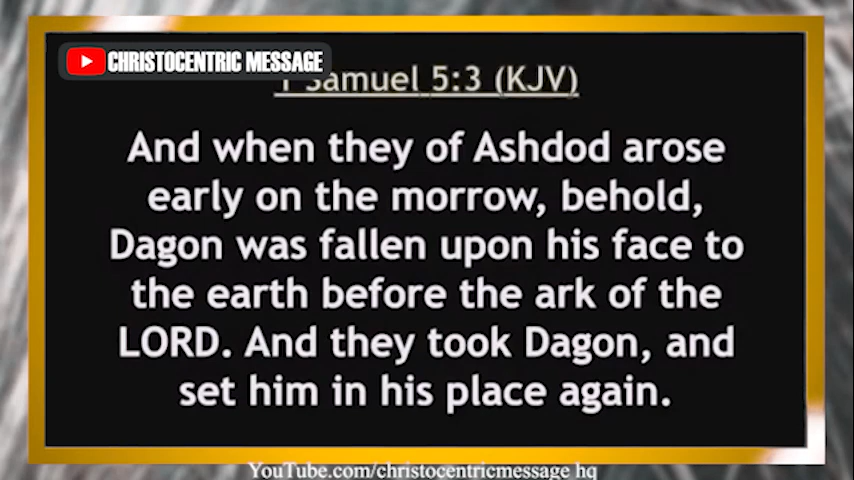 CHRISTOCENTRIC MESSAGE
1 Samuel 5:3 (KJV)
And when they of Ashdod arose
early on the morrow, behold,
Dagon was fallen upon his face to
the earth before the ark of the
LORD. And they took Dagon, and
set him in his place again.
YouTube.com/christocentricmessage hq